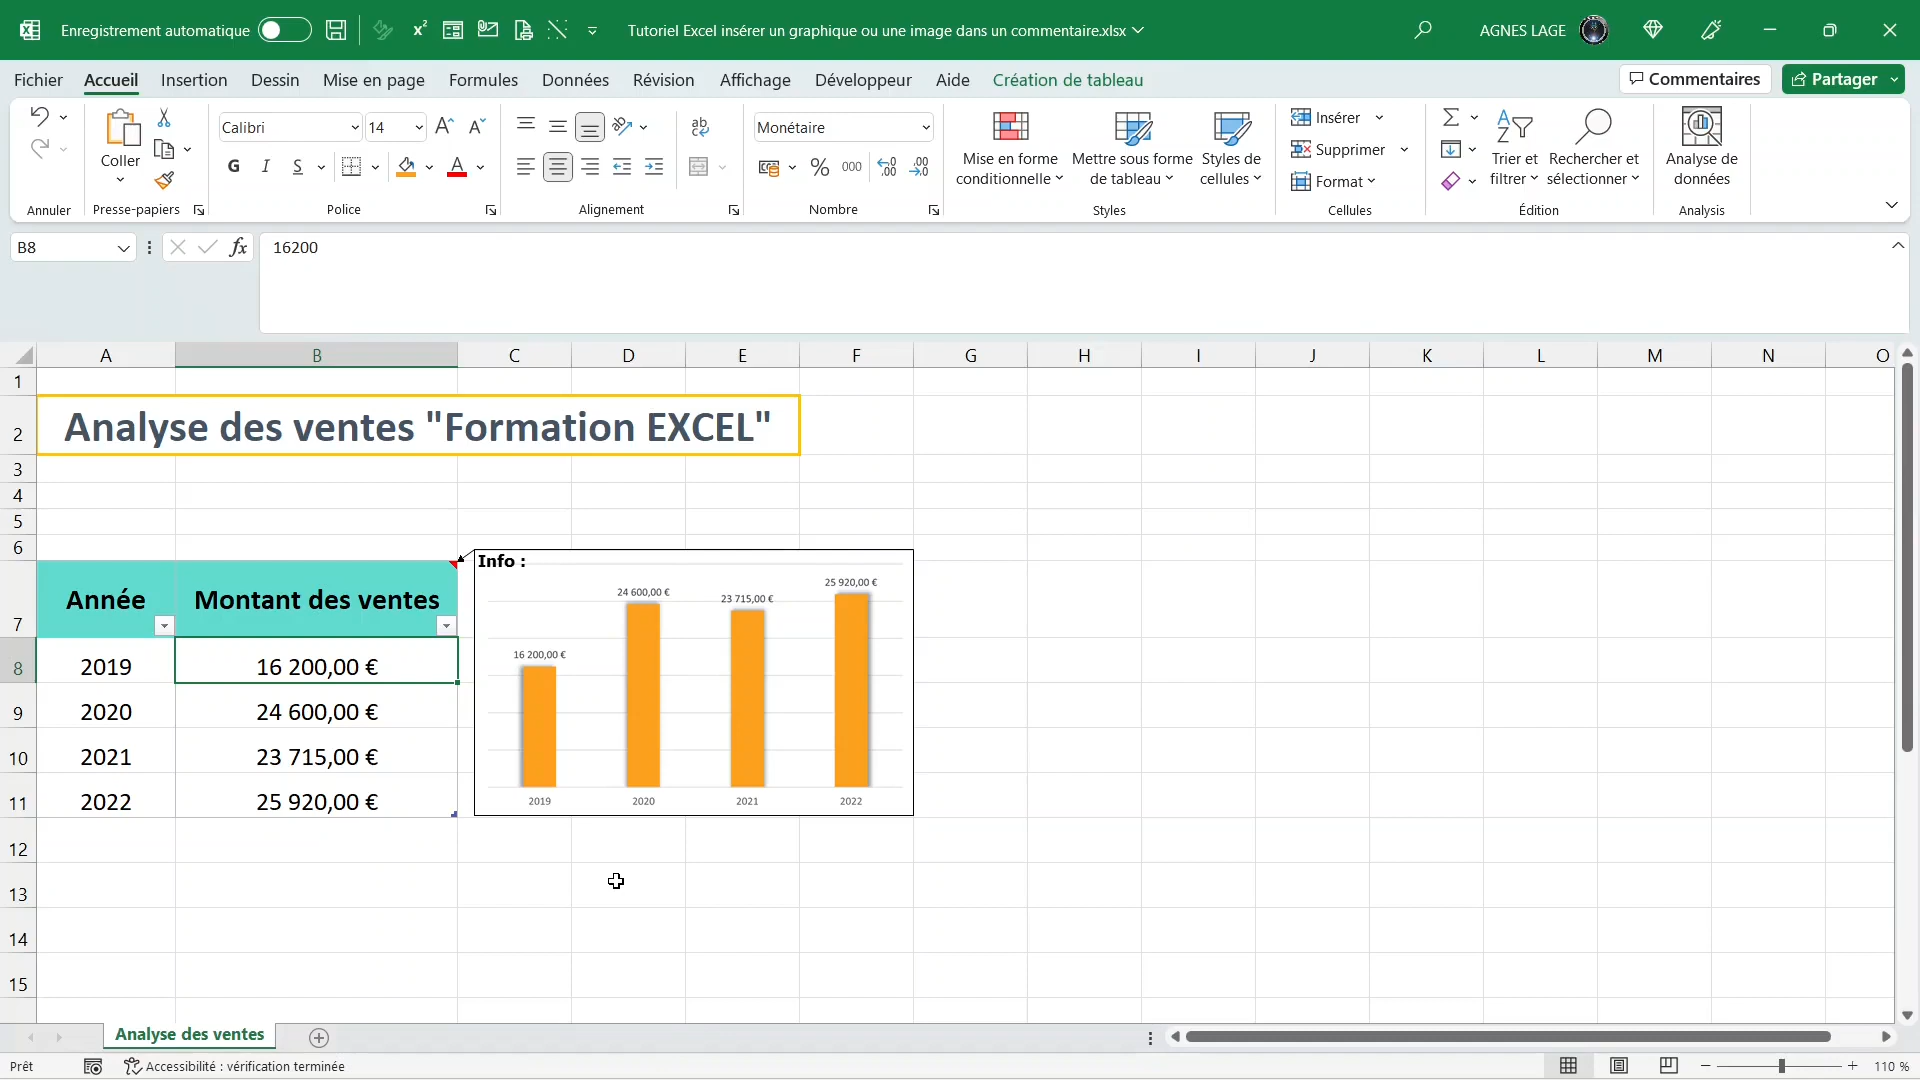 Enregistrement automatique
Tutoriel Excel insérer un graphique ou une image dans un commentaire.xlsx
AGNES LAGE
Fichier Accueil Insertion Dessin Mise en page Formules Données Révision Affichage Développeur Aide Création de tableau
Commentaires Partager
Annuler
Coller
Presse-papiers
Calibri 14
G I S
Police
Alignement
Monétaire
% 000
Nombre
Mise en forme conditionnelle
Mettre sous forme de tableau
Styles de cellules
Styles
Insérer
Supprimer
Format
Cellules
Trier et filtrer
Rechercher et sélectionner
Édition
Analyse de données
Analysis
B8 fx 16200
A B C D E F G H I J K L M N O
1
2 Analyse des ventes "Formation EXCEL"
3
4
5
6
7 Année Montant des ventes
8 2019 16 200,00 €
9 2020 24 600,00 €
10 2021 23 715,00 €
11 2022 25 920,00 €
12
13
14
15
Info :
16 200,00 € 24 600,00 € 23 715,00 € 25 920,00 €
2019 2020 2021 2022
Analyse des ventes
Prêt Accessibilité : vérification terminée 110 %